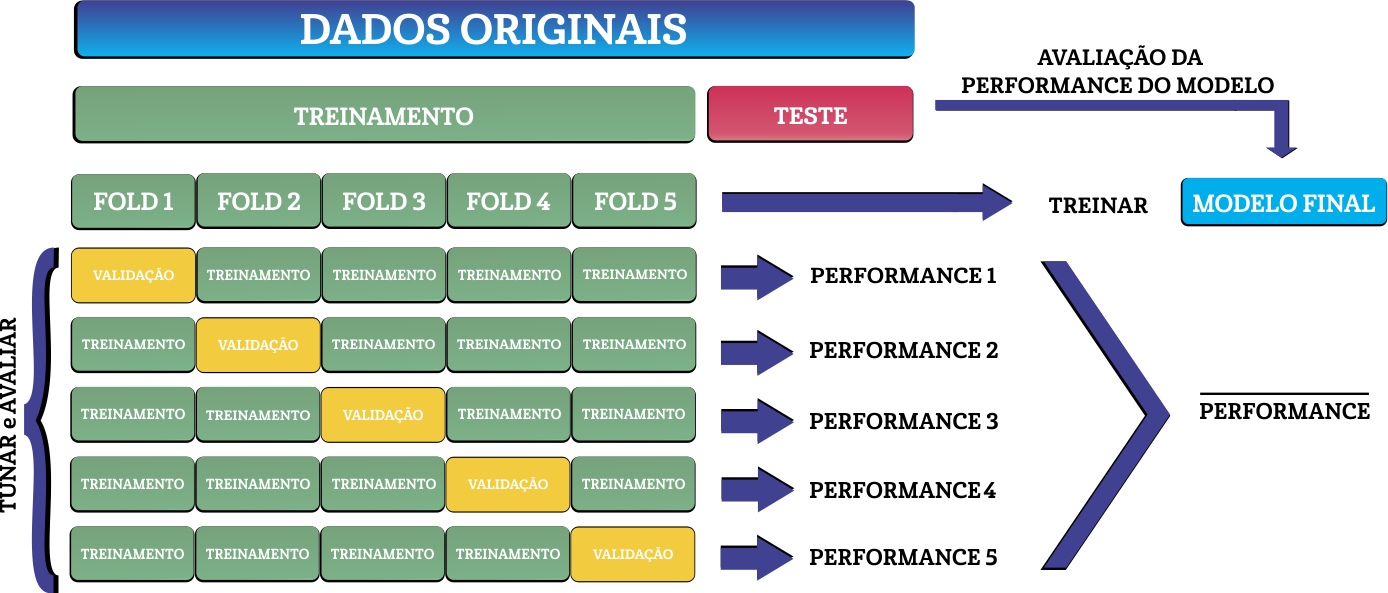 DADOS ORIGINAIS
AVALIAÇÃO DA
PERFORMANCE DO MODELO
TREINAMENTO
TESTE
FOLD 1
FOLD 2
FOLD 3
FOLD 4
FOLD 5
TREINAR
MODELO FINAL
TUNAR e AVALIAR
VALIDAÇÃO
TREINAMENTO
TREINAMENTO
TREINAMENTO
TREINAMENTO
PERFORMANCE 1
TREINAMENTO
VALIDAÇÃO
TREINAMENTO
TREINAMENTO
TREINAMENTO
PERFORMANCE 2
TREINAMENTO
TREINAMENTO
VALIDAÇÃO
TREINAMENTO
TREINAMENTO
PERFORMANCE 3
PERFORMANCE
TREINAMENTO
TREINAMENTO
TREINAMENTO
VALIDAÇÃO
TREINAMENTO
PERFORMANCE 4
TREINAMENTO
TREINAMENTO
TREINAMENTO
TREINAMENTO
VALIDAÇÃO
PERFORMANCE 5